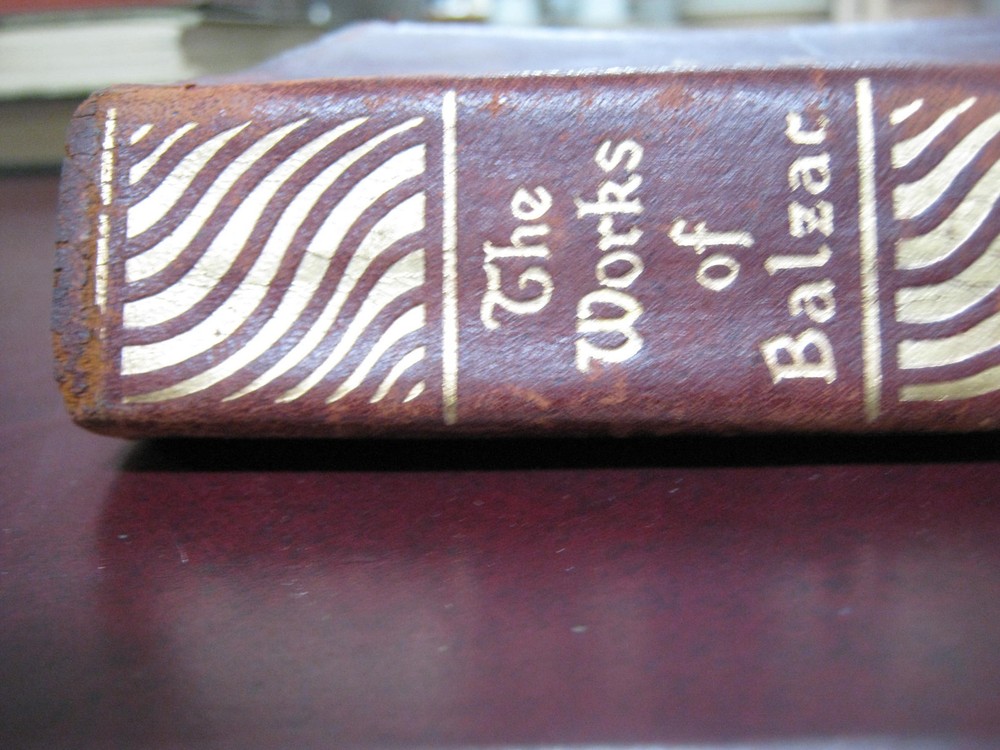 The
Works
of
Balzac